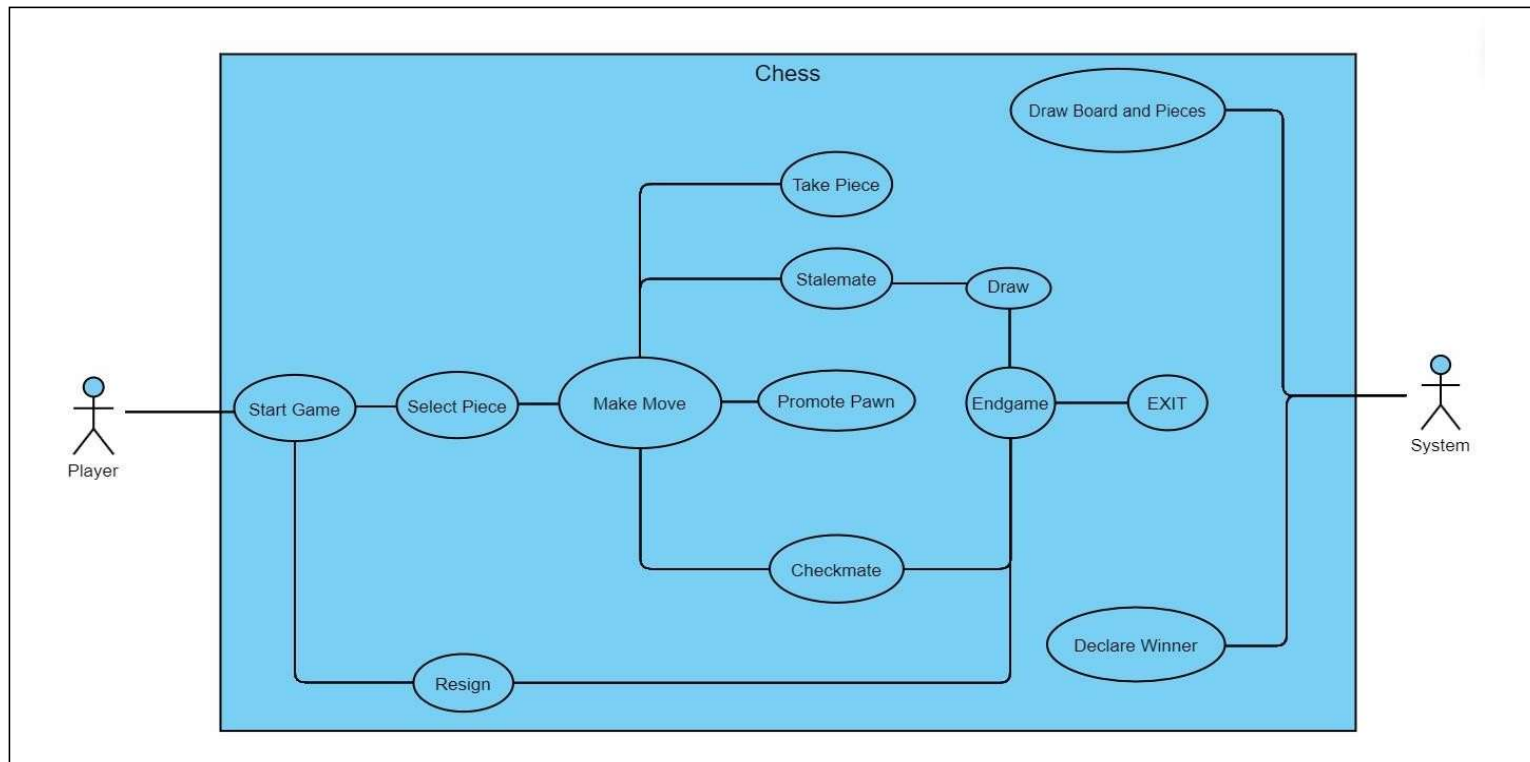 Chess
Draw Board and Pieces
Take Piece
Stalemate
Draw
Start Game
Select Piece
Make Move
Promote Pawn
Endgame
EXIT
Player
System
Checkmate
Declare Winner
Resign